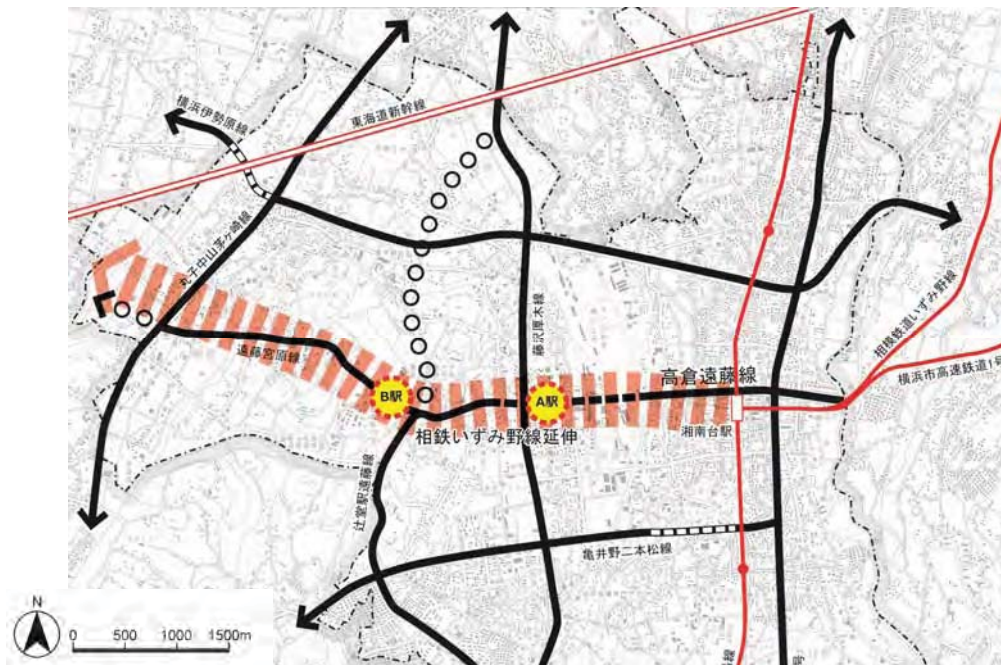 横浜伊勢原線
東海道新幹線
丸子中山茅ヶ崎線
相模鉄道いずみ野線
藤沢厚木線
遠藤宮原線
横浜市高速鉄道1号
高倉遠藤線
B駅
A駅
湘南台駅
相鉄いずみ野線延伸
辻堂駅遠藤線
亀井野二本松線
N
0 500 1000 1500m
号
線